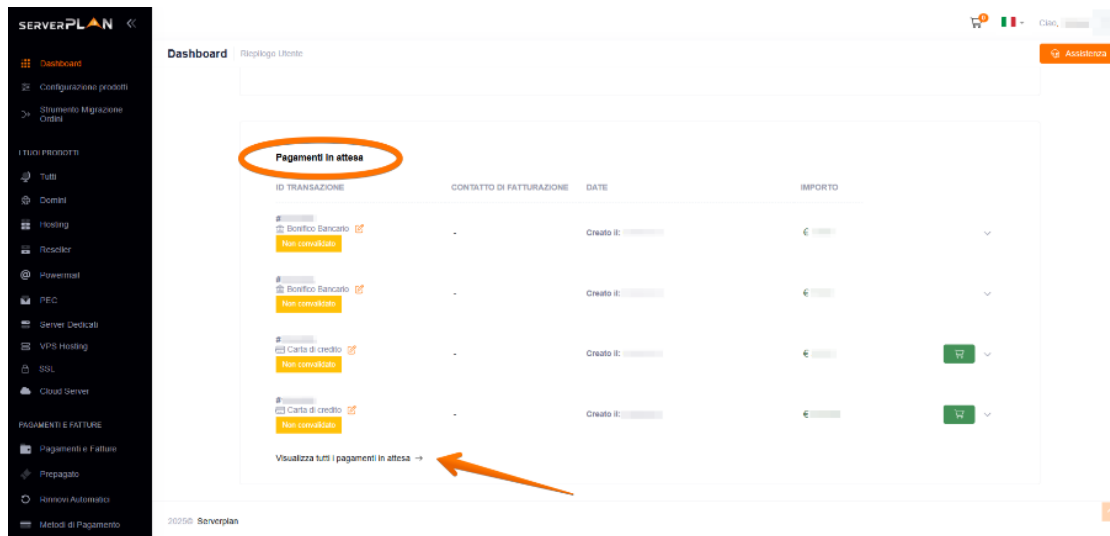 SERVERPLAN
0
Ciao,
Dashboard
Riepilogo Utente
Assistenza
Dashboard
Configurazione prodotti
Strumento Migrazione
Ordini
I TUOI PRODOTTI
Tutti
Domini
Hosting
Reseller
Powermail
PEC
Server Dedicati
VPS Hosting
SSL
Cloud Server
PAGAMENTI E FATTURE
Pagamenti e Fatture
Prepagato
Rinnovi Automatici
Metodi di Pagamento
Pagamenti in attesa
ID TRANSAZIONE CONTATTO DI FATTURAZIONE DATE IMPORTO
#
Bonifico Bancario - Creato il: €
Non convalidato
#
Bonifico Bancario - Creato il: €
Non convalidato
#
Carta di credito - Creato il: €
Non convalidato
#
Carta di credito - Creato il: €
Non convalidato
Visualizza tutti i pagamenti in attesa →
2025© Serverplan